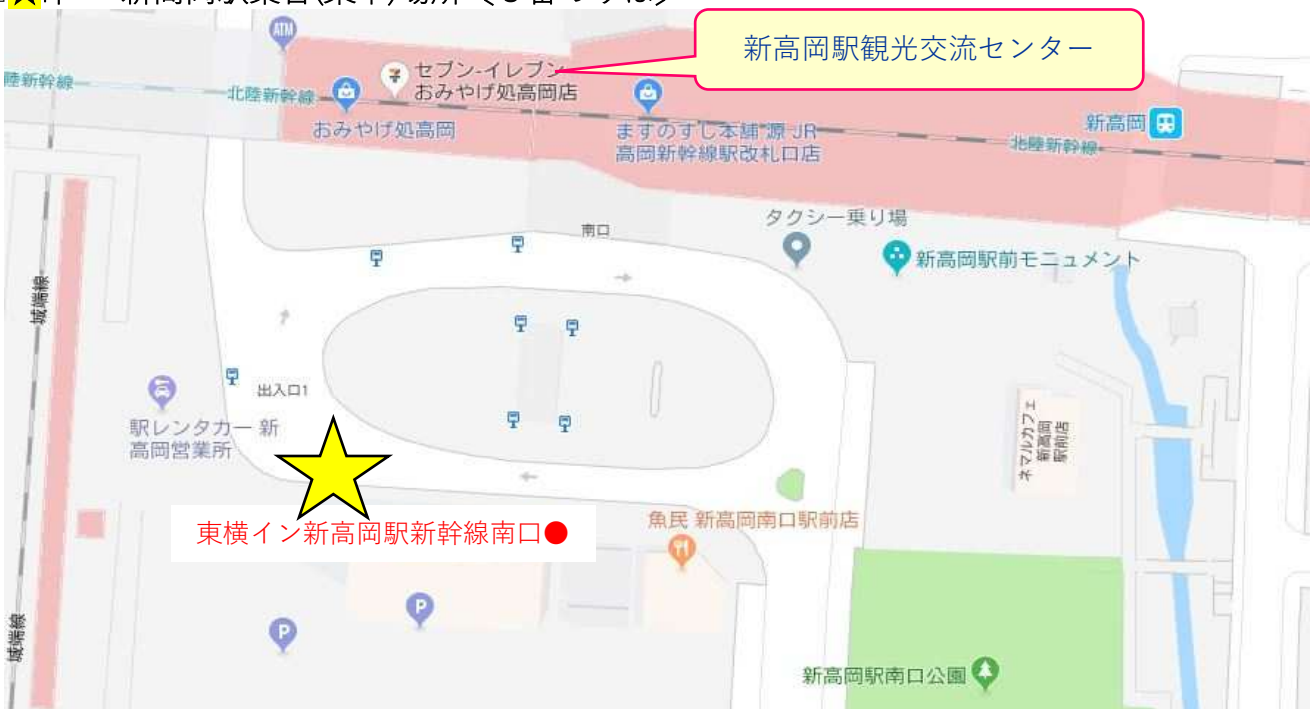 新高岡駅観光交流センター
ATM
セブン-イレブン
おみやげ処高岡店
陸新幹線
北陸新幹線
おみやげ処高岡
ますのすし本舗 源 JR
高岡新幹線駅改札口店
新高岡
北陸新幹線
タクシー乗り場
南口
新高岡駅前モニュメント
城端線
出入口1
駅レンタカー 新
高岡営業所
ネマルカフェ
新高岡
駅前店
東横イン新高岡駅新幹線南口●
魚民 新高岡南口駅前店
P
P
城端線
新高岡駅南口公園